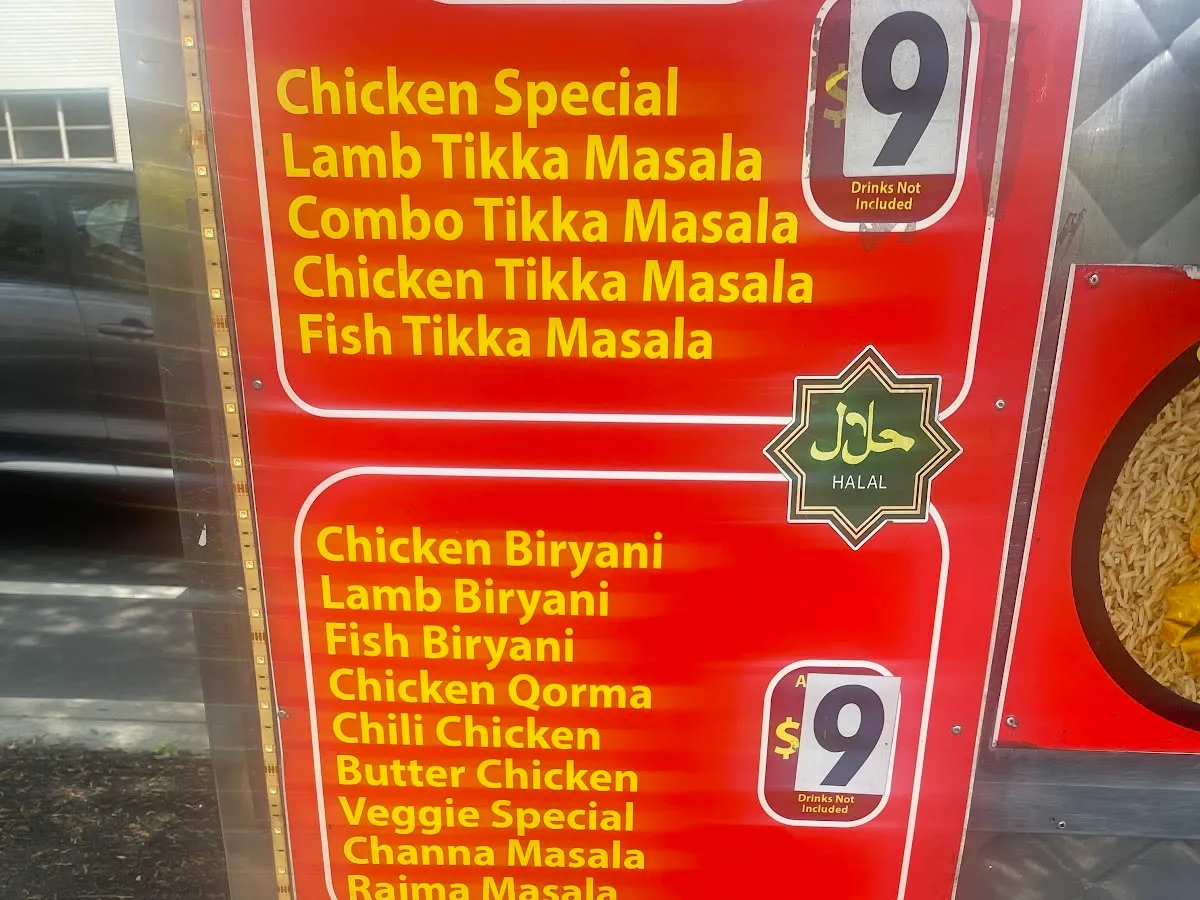 Chicken Special
Lamb Tikka Masala
Combo Tikka Masala
Chicken Tikka Masala
Fish Tikka Masala
$9
Drinks Not
Included
حلال
HALAL
Chicken Biryani
Lamb Biryani
Fish Biryani
Chicken Qorma
Chili Chicken
Butter Chicken
Veggie Special
Channa Masala
Rajma Masala
A
$9
Drinks Not
Included